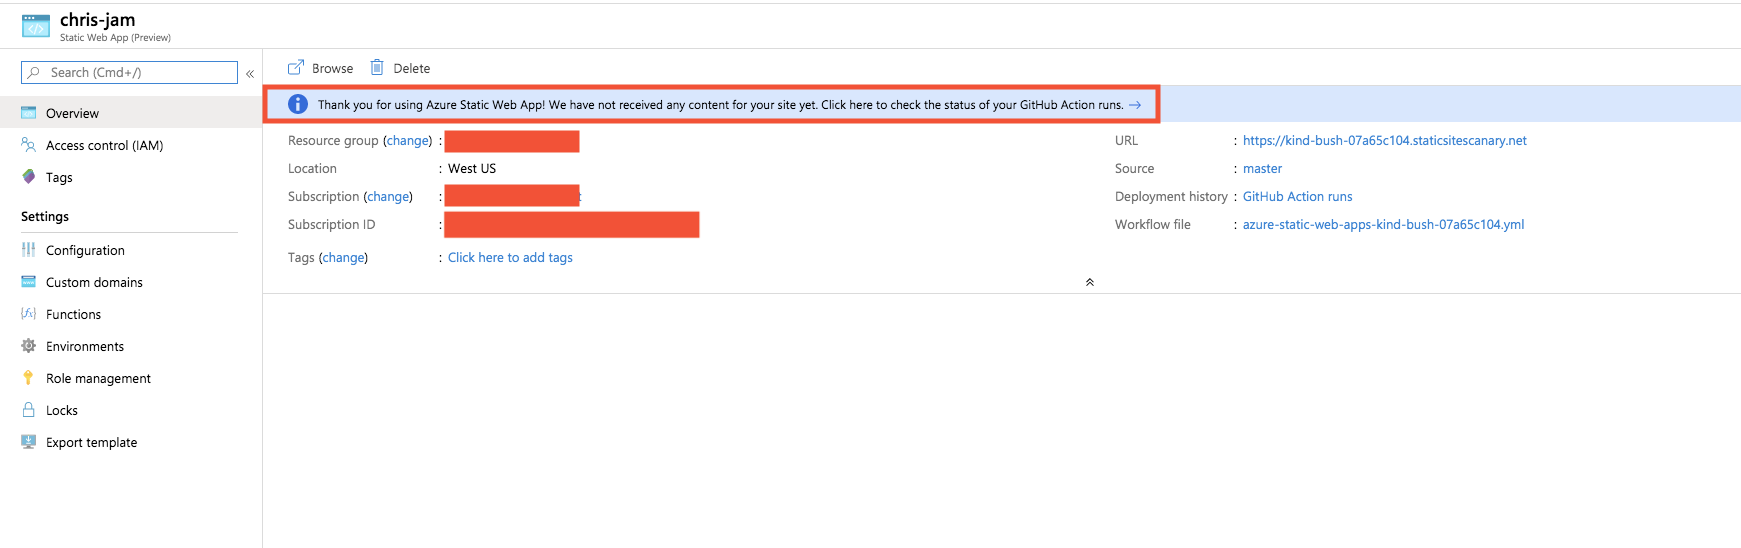 chris-jam
Static Web App (Preview)
Search (Cmd+/)
«
Overview
Access control (IAM)
Tags
Settings
Configuration
Custom domains
Functions
Environments
Role management
Locks
Export template
Browse
Delete
Thank you for using Azure Static Web App! We have not received any content for your site yet. Click here to check the status of your GitHub Action runs. →
Resource group (change) :
Location : West US
Subscription (change) :
Subscription ID :
Tags (change) : Click here to add tags
URL : https://kind-bush-07a65c104.staticsitescanary.net
Source : master
Deployment history : GitHub Action runs
Workflow file : azure-static-web-apps-kind-bush-07a65c104.yml